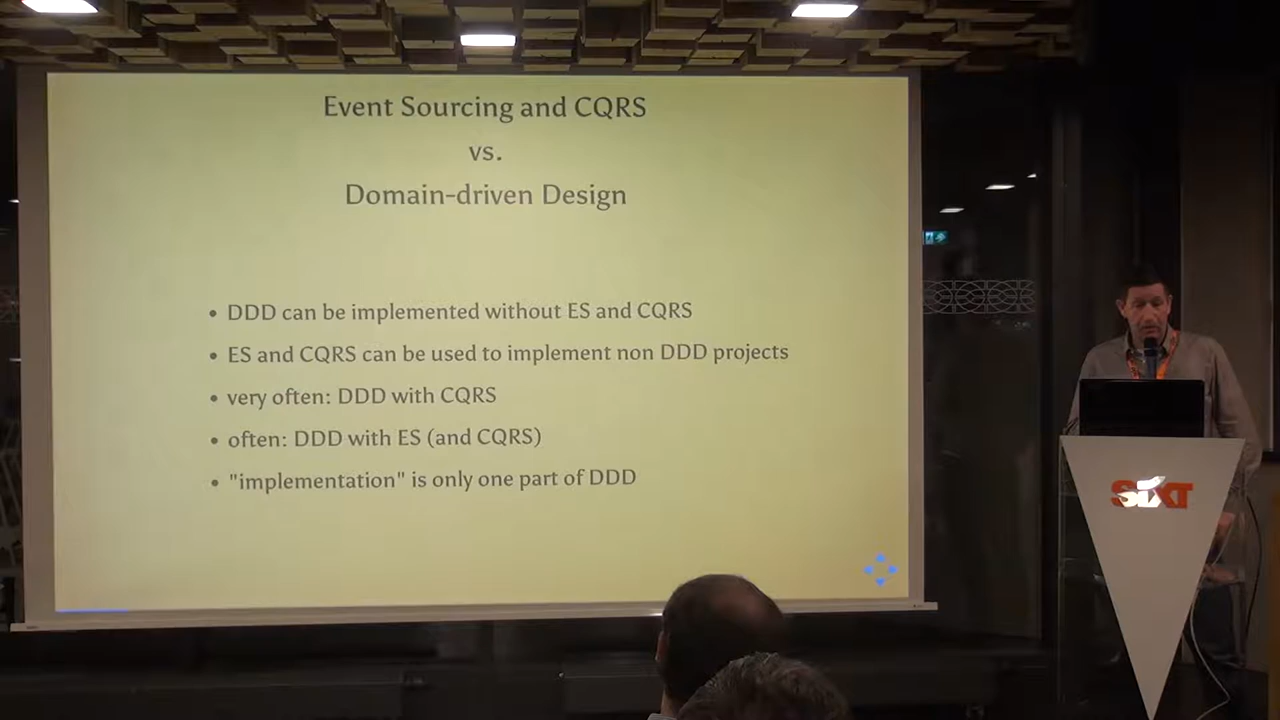 Event Sourcing and CQRS
vs.
Domain-driven Design
• DDD can be implemented without ES and CQRS
• ES and CQRS can be used to implement non DDD projects
• very often: DDD with CQRS
• often: DDD with ES (and CQRS)
• "implementation" is only one part of DDD
SIXT